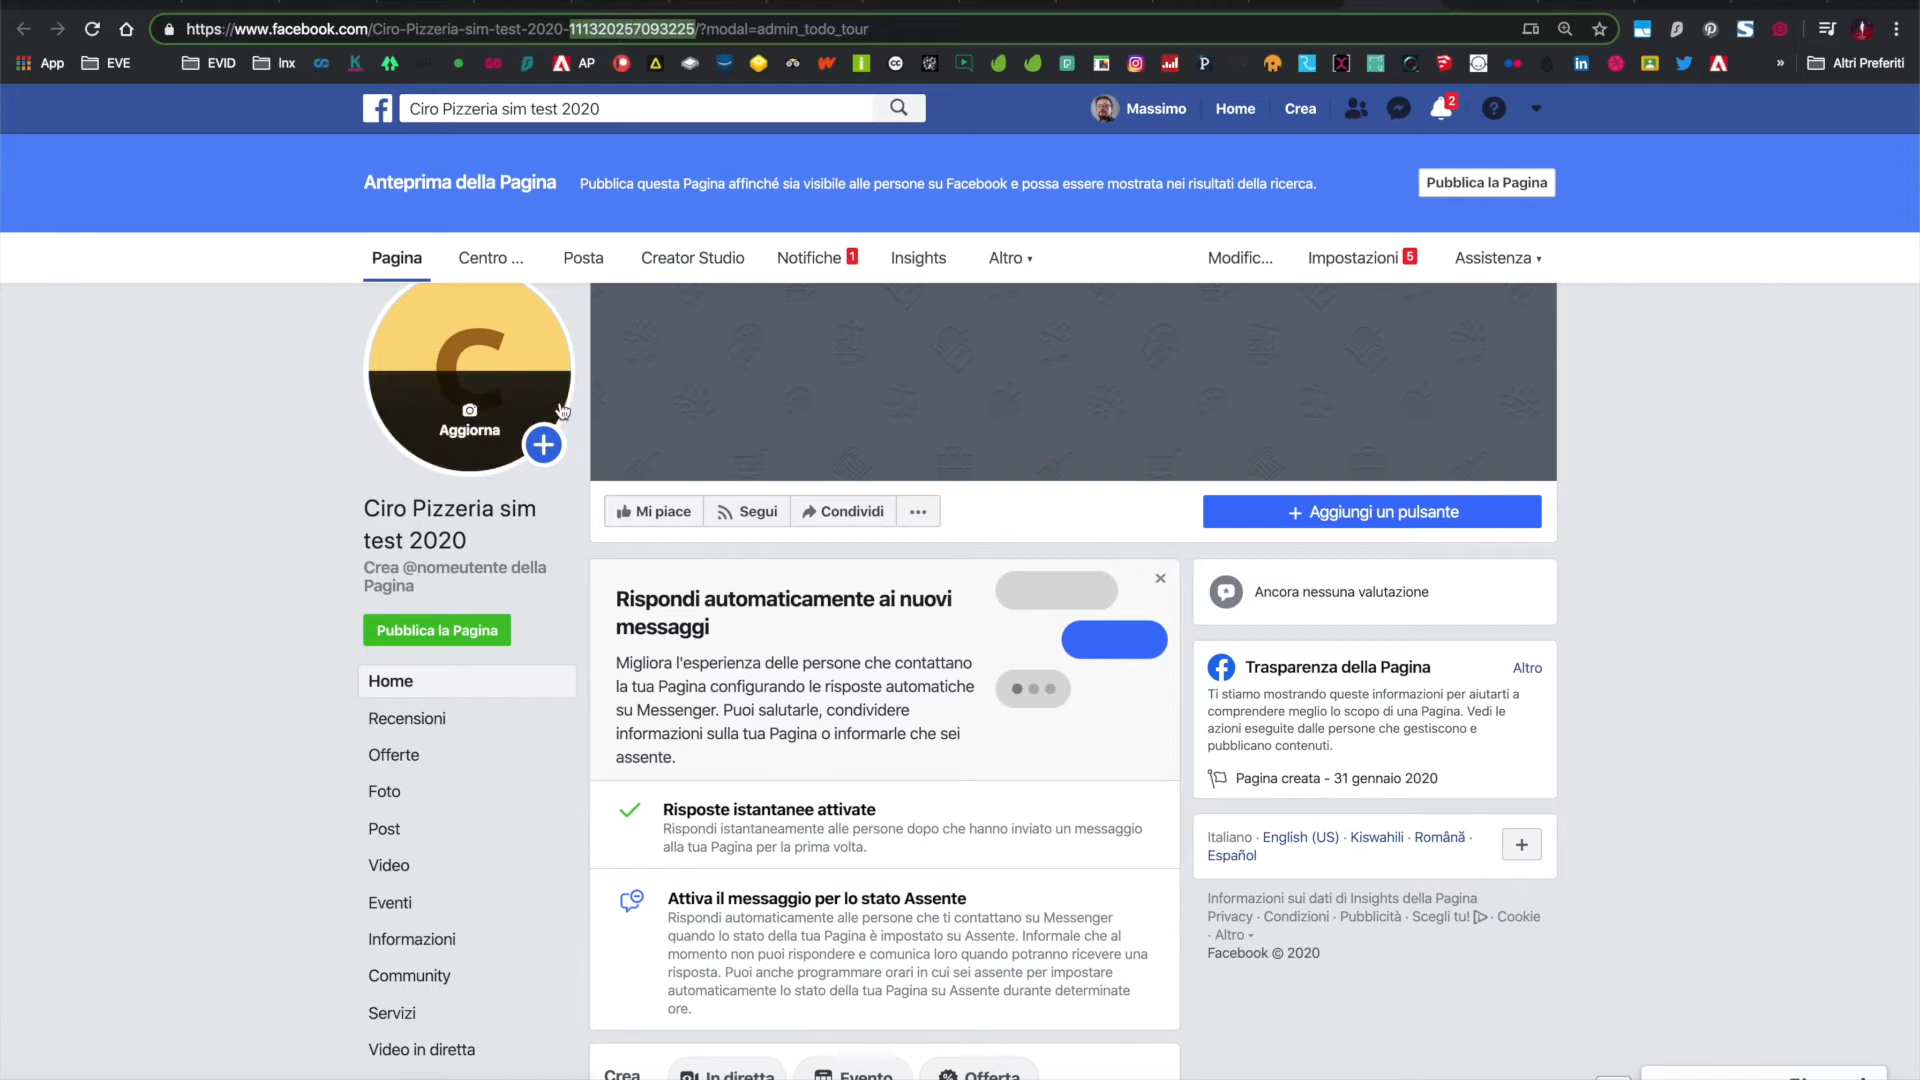 https://www.facebook.com/Ciro-Pizzeria-sim-test-2020-111320257093225/?modal=admin_todo_tour
App EVE EVID Inx AP Altri Preferiti
Ciro Pizzeria sim test 2020
Massimo Home Crea 2
Anteprima della Pagina Pubblica questa Pagina affinché sia visibile alle persone su Facebook e possa essere mostrata nei risultati della ricerca. Pubblica la Pagina
Pagina Centro ... Posta Creator Studio Notifiche 1 Insights Altro Modific... Impostazioni 5 Assistenza
C
Aggiorna
Ciro Pizzeria sim
test 2020
Crea @nomeutente della
Pagina
Pubblica la Pagina
Home
Recensioni
Offerte
Foto
Post
Video
Eventi
Informazioni
Community
Servizi
Video in diretta
Mi piace Segui Condividi ...
+ Aggiungi un pulsante
Rispondi automaticamente ai nuovi
messaggi
Migliora l'esperienza delle persone che contattano
la tua Pagina configurando le risposte automatiche
su Messenger. Puoi salutarle, condividere
informazioni sulla tua Pagina o informarle che sei
assente.
Risposte istantanee attivate
Rispondi istantaneamente alle persone dopo che hanno inviato un messaggio
alla tua Pagina per la prima volta.
Attiva il messaggio per lo stato Assente
Rispondi automaticamente alle persone che ti contattano su Messenger
quando lo stato della tua Pagina è impostato su Assente. Informale che al
momento non puoi rispondere e comunica loro quando potranno ricevere una
risposta. Puoi anche programmare orari in cui sei assente per impostare
automaticamente lo stato della tua Pagina su Assente durante determinate
ore.
Crea In diretta Evento Offerta
Ancora nessuna valutazione
Trasparenza della Pagina Altro
Ti stiamo mostrando queste informazioni per aiutarti a
comprendere meglio lo scopo di una Pagina. Vedi le
azioni eseguite dalle persone che gestiscono e
pubblicano contenuti.
Pagina creata - 31 gennaio 2020
Italiano · English (US) · Kiswahili · Română ·
Español
Informazioni sui dati di Insights della Pagina
Privacy · Condizioni · Pubblicità · Scegli tu! · Cookie
· Altro
Facebook © 2020